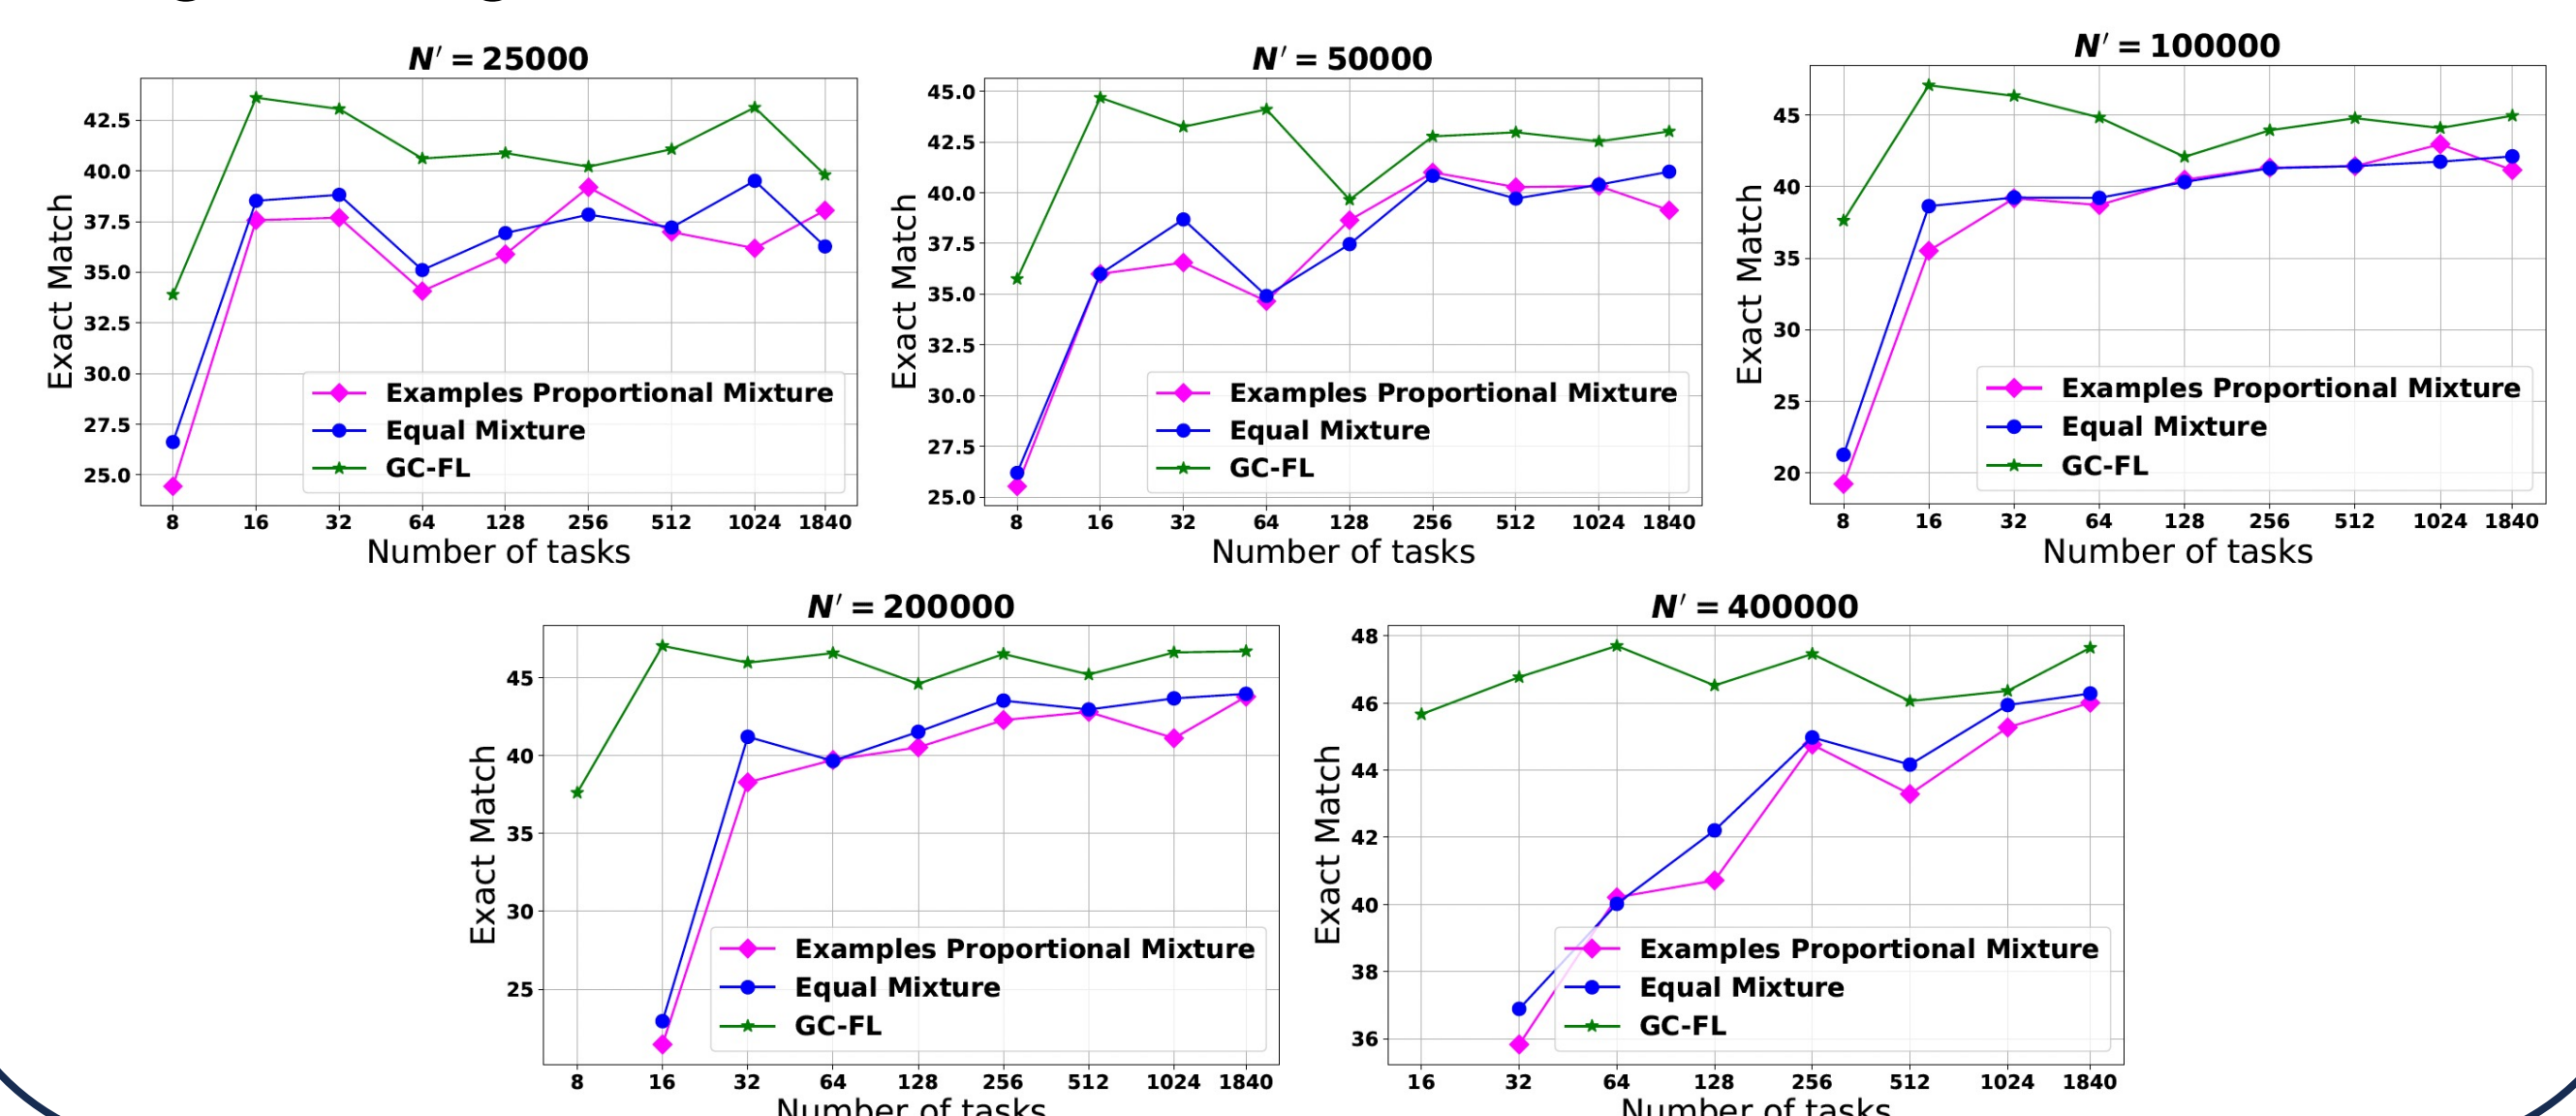 N′ = 25000
42.5
40.0
37.5
35.0
32.5
30.0
27.5
25.0
Exact Match
Examples Proportional Mixture
Equal Mixture
GC-FL
8 16 32 64 128 256 512 1024 1840
Number of tasks
N′ = 50000
45.0
42.5
40.0
37.5
35.0
32.5
30.0
27.5
25.0
Exact Match
Examples Proportional Mixture
Equal Mixture
GC-FL
8 16 32 64 128 256 512 1024 1840
Number of tasks
N′ = 100000
45
40
35
30
25
20
Exact Match
Examples Proportional Mixture
Equal Mixture
GC-FL
8 16 32 64 128 256 512 1024 1840
Number of tasks
N′ = 200000
45
40
35
30
25
Exact Match
Examples Proportional Mixture
Equal Mixture
GC-FL
8 16 32 64 128 256 512 1024 1840
Number of tasks
N′ = 400000
48
46
44
42
40
38
36
Exact Match
Examples Proportional Mixture
Equal Mixture
GC-FL
16 32 64 128 256 512 1024 1840
Number of tasks